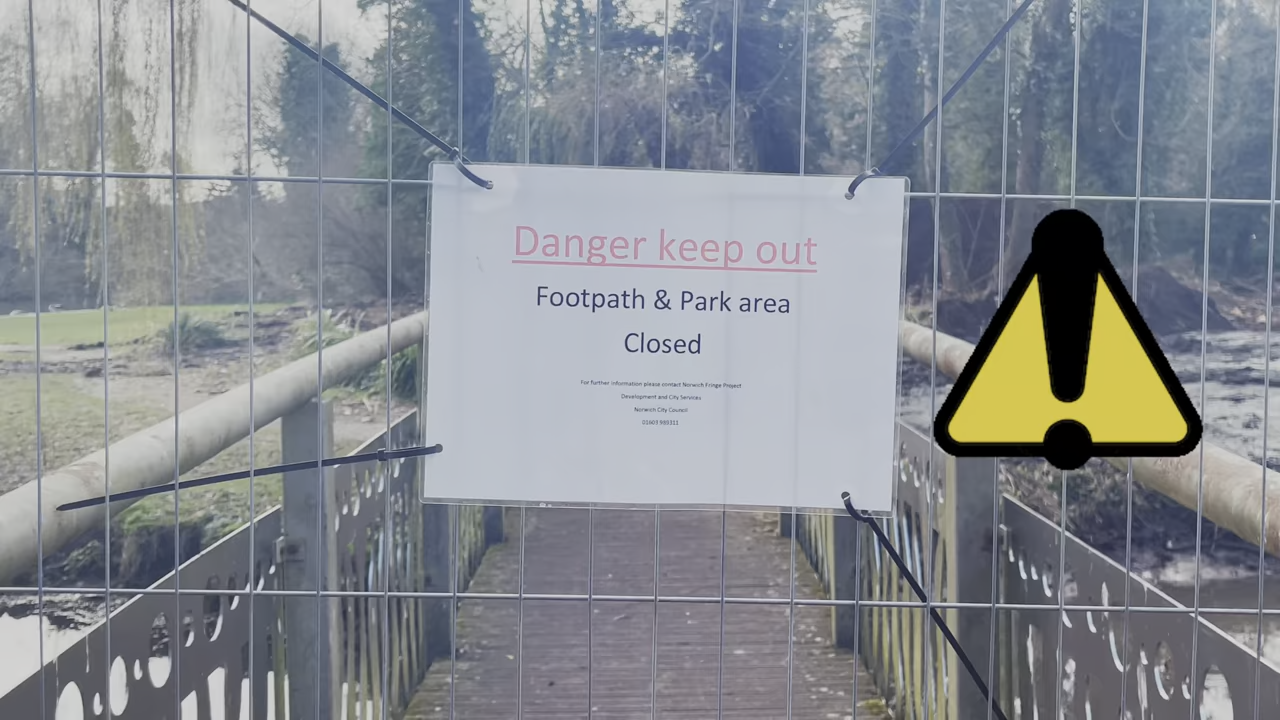 Danger keep out
Footpath & Park area
Closed
For further information please contact Norwich Fringe Project
Development and City Services
Norwich City Council
01603 989311